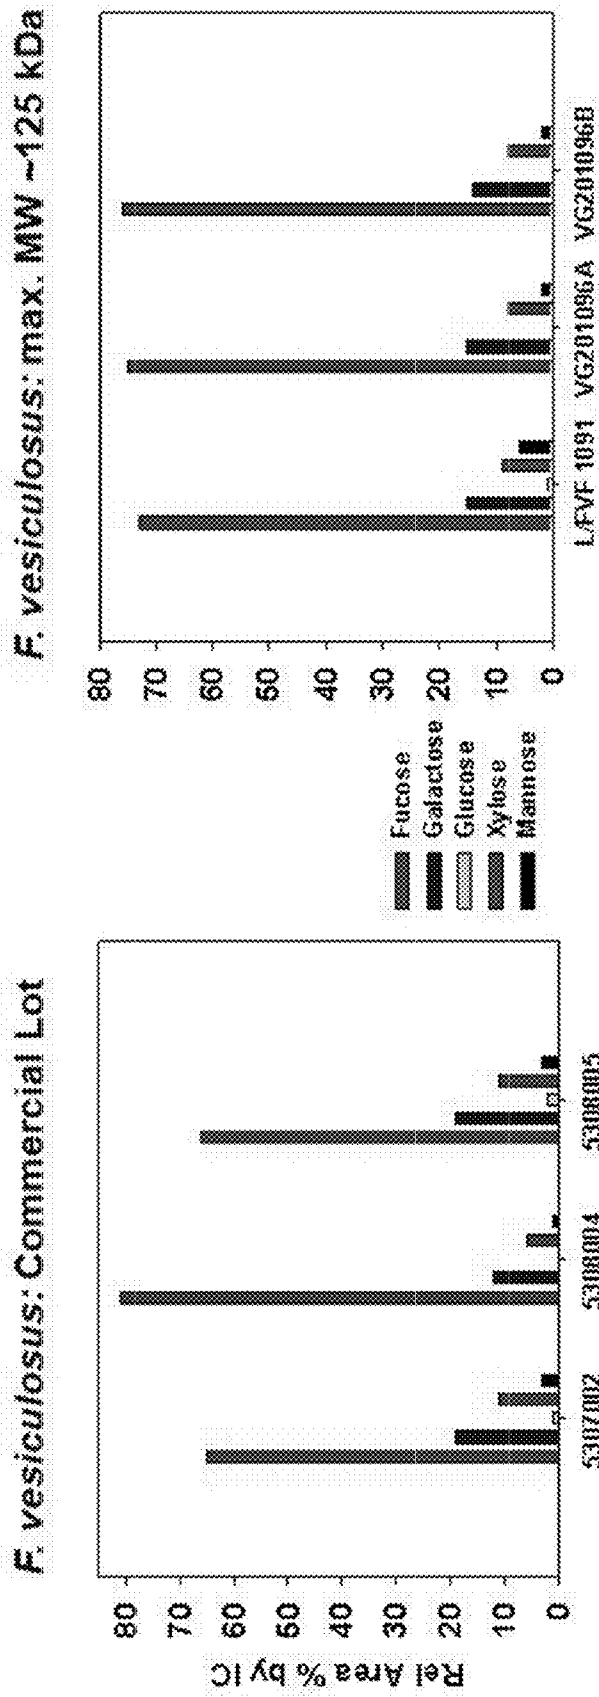 F. vesiculosus: Commercial Lot
Rel Area % by IC
80
70
60
50
40
30
20
10
0
5307002
5308004
5308005
Fucose
Galactose
Glucose
Xylose
Mannose
F. vesiculosus: max. MW ~125 kDa
80
70
60
50
40
30
20
10
0
L/FVF 1091
VG201096A
VG201096B